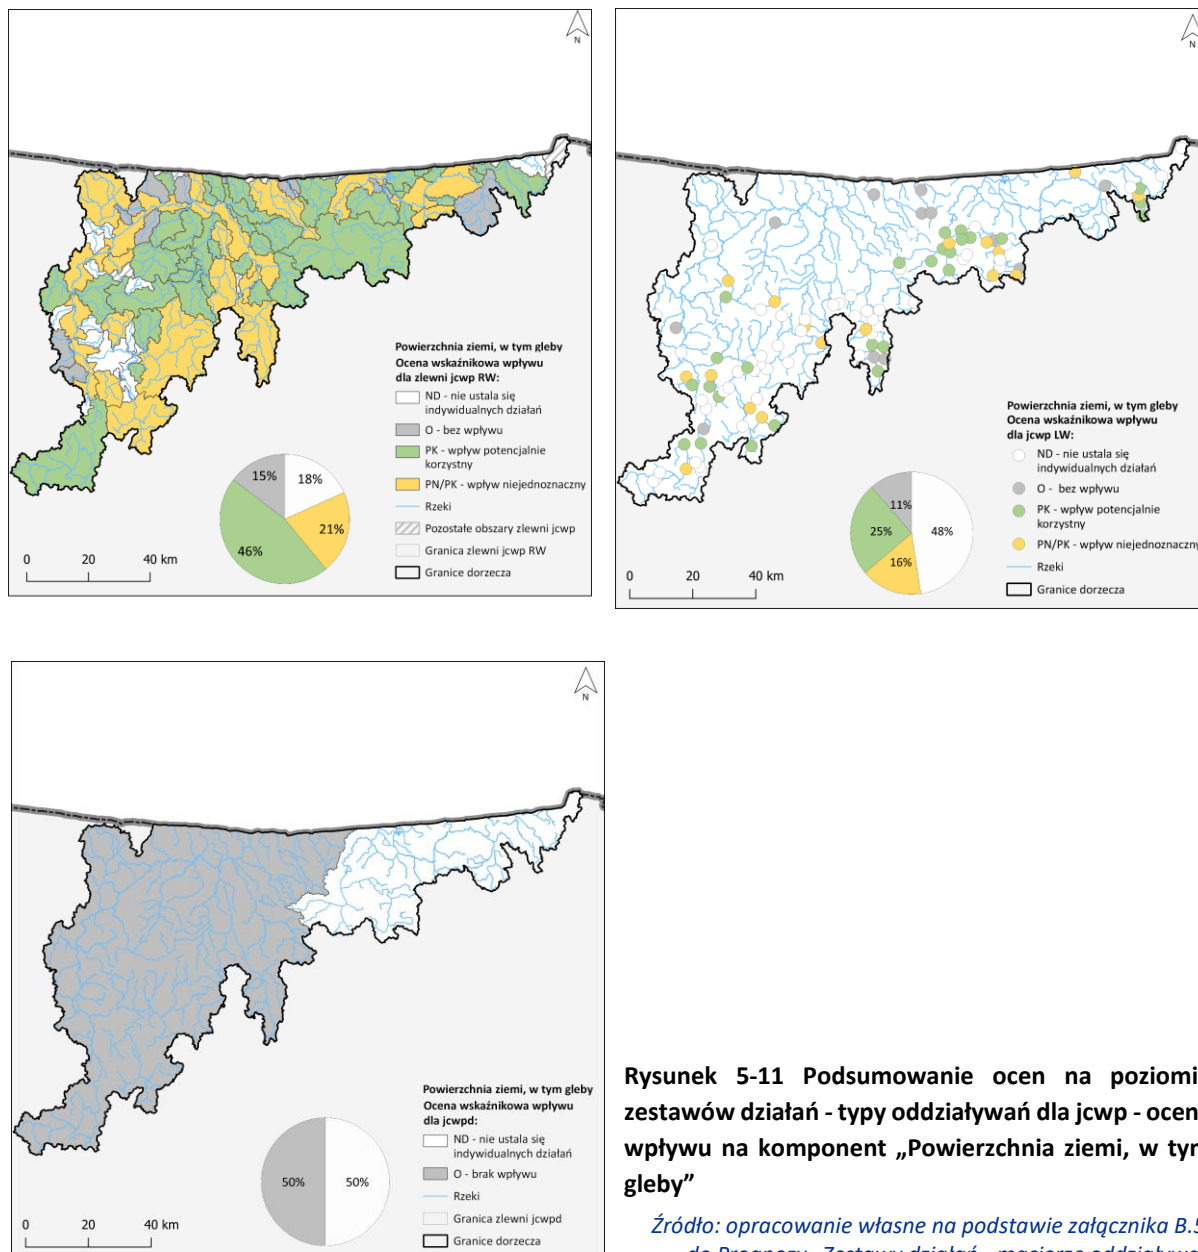 N
Powierzchnia ziemi, w tym gleby
Ocena wskaźnikowa wpływu
dla zlewni jcwp RW:
ND - nie ustala się
indywidualnych działań
O - bez wpływu
PK - wpływ potencjalnie
korzystny
PN/PK - wpływ niejednoznaczny
Rzeki
Pozostałe obszary zlewni jcwp
Granica zlewni jcwp RW
Granice dorzecza
15%
18%
46%
21%
0 20 40 km
N
Powierzchnia ziemi, w tym gleby
Ocena wskaźnikowa wpływu
dla jcwp LW:
ND - nie ustala się
indywidualnych działań
O - bez wpływu
PK - wpływ potencjalnie
korzystny
PN/PK - wpływ niejednoznaczny
Rzeki
Granice dorzecza
11%
48%
25%
16%
0 20 40 km
N
Powierzchnia ziemi, w tym gleby
Ocena wskaźnikowa wpływu
dla jcwpd:
ND - nie ustala się
indywidualnych działań
O - brak wpływu
Rzeki
Granica zlewni jcwpd
Granice dorzecza
50% 50%
0 20 40 km
Rysunek 5-11 Podsumowanie ocen na poziomi
zestawów działań - typy oddziaływań dla jcwp - ocen
wpływu na komponent „Powierzchnia ziemi, w tym
gleby”
Źródło: opracowanie własne na podstawie załącznika B.5